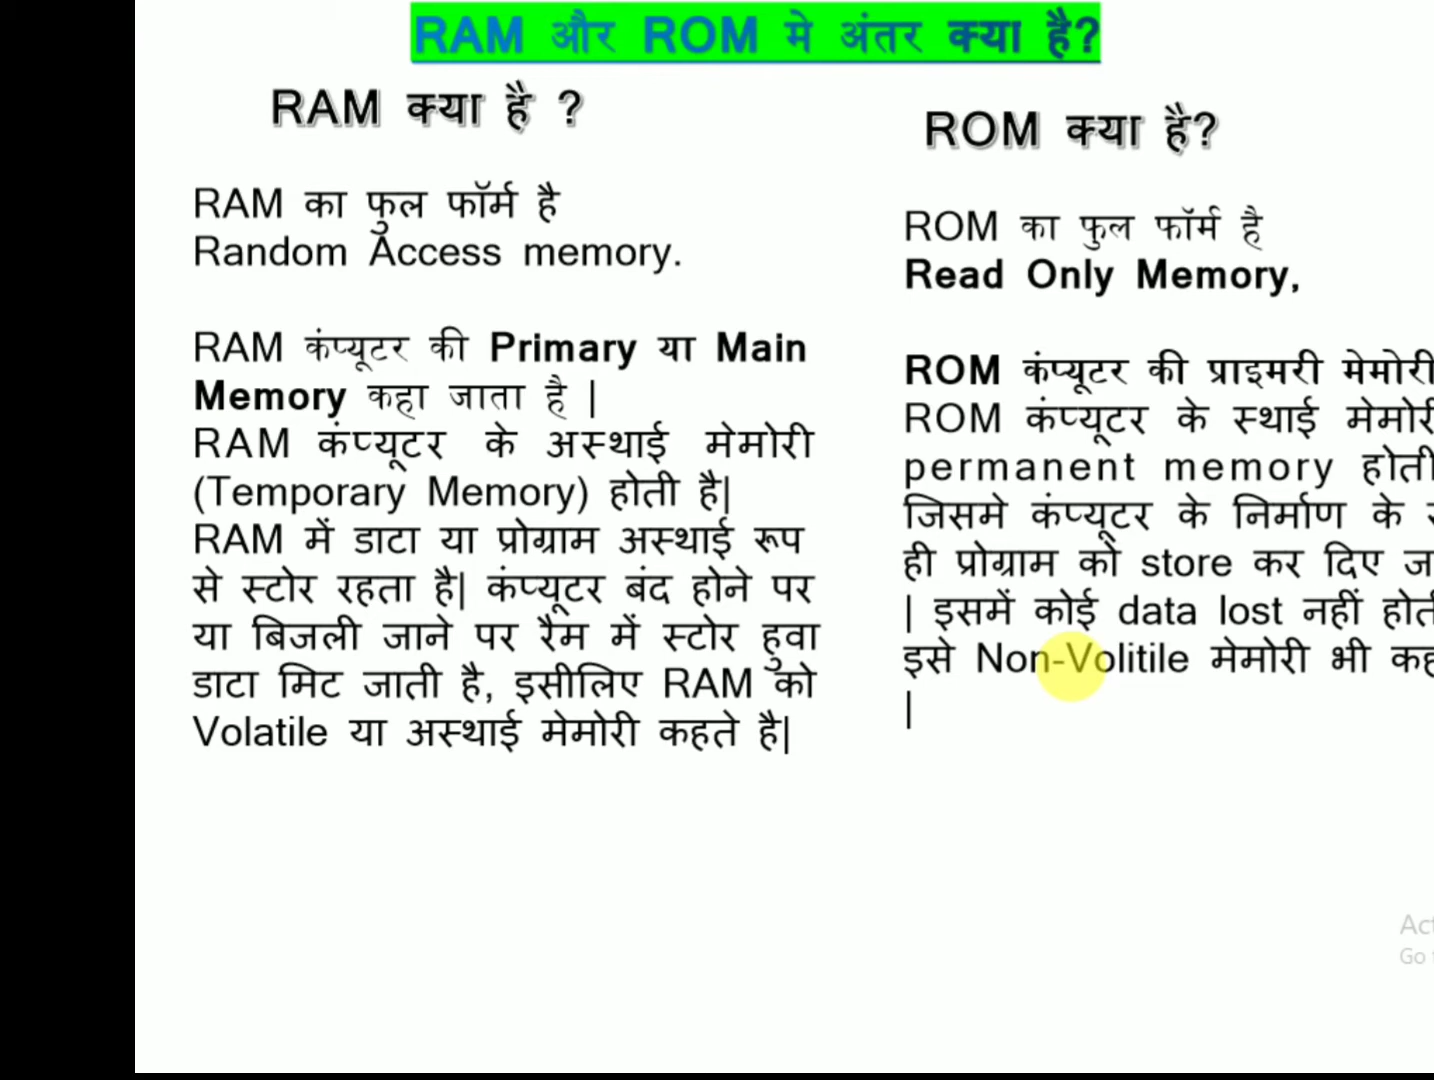 RAM और ROM मे अंतर क्या है?
RAM क्या है ?
RAM का फुल फॉर्म है
Random Access memory.
RAM कंप्यूटर की Primary या Main
Memory कहा जाता है |
RAM कंप्यूटर के अस्थाई मेमोरी
(Temporary Memory) होती है|
RAM में डाटा या प्रोग्राम अस्थाई रूप
से स्टोर रहता है| कंप्यूटर बंद होने पर
या बिजली जाने पर रैम में स्टोर हुवा
डाटा मिट जाती है, इसीलिए RAM को
Volatile या अस्थाई मेमोरी कहते है|
ROM क्या है?
ROM का फुल फॉर्म है
Read Only Memory,
ROM कंप्यूटर की प्राइमरी मेमोरी
ROM कंप्यूटर के स्थाई मेमोरी
permanent memory होती
जिसमे कंप्यूटर के निर्माण के
ही प्रोग्राम को store कर दिए
| इसमें कोई data lost नहीं
इसे Non-Volitile मेमोरी भी
|
Go